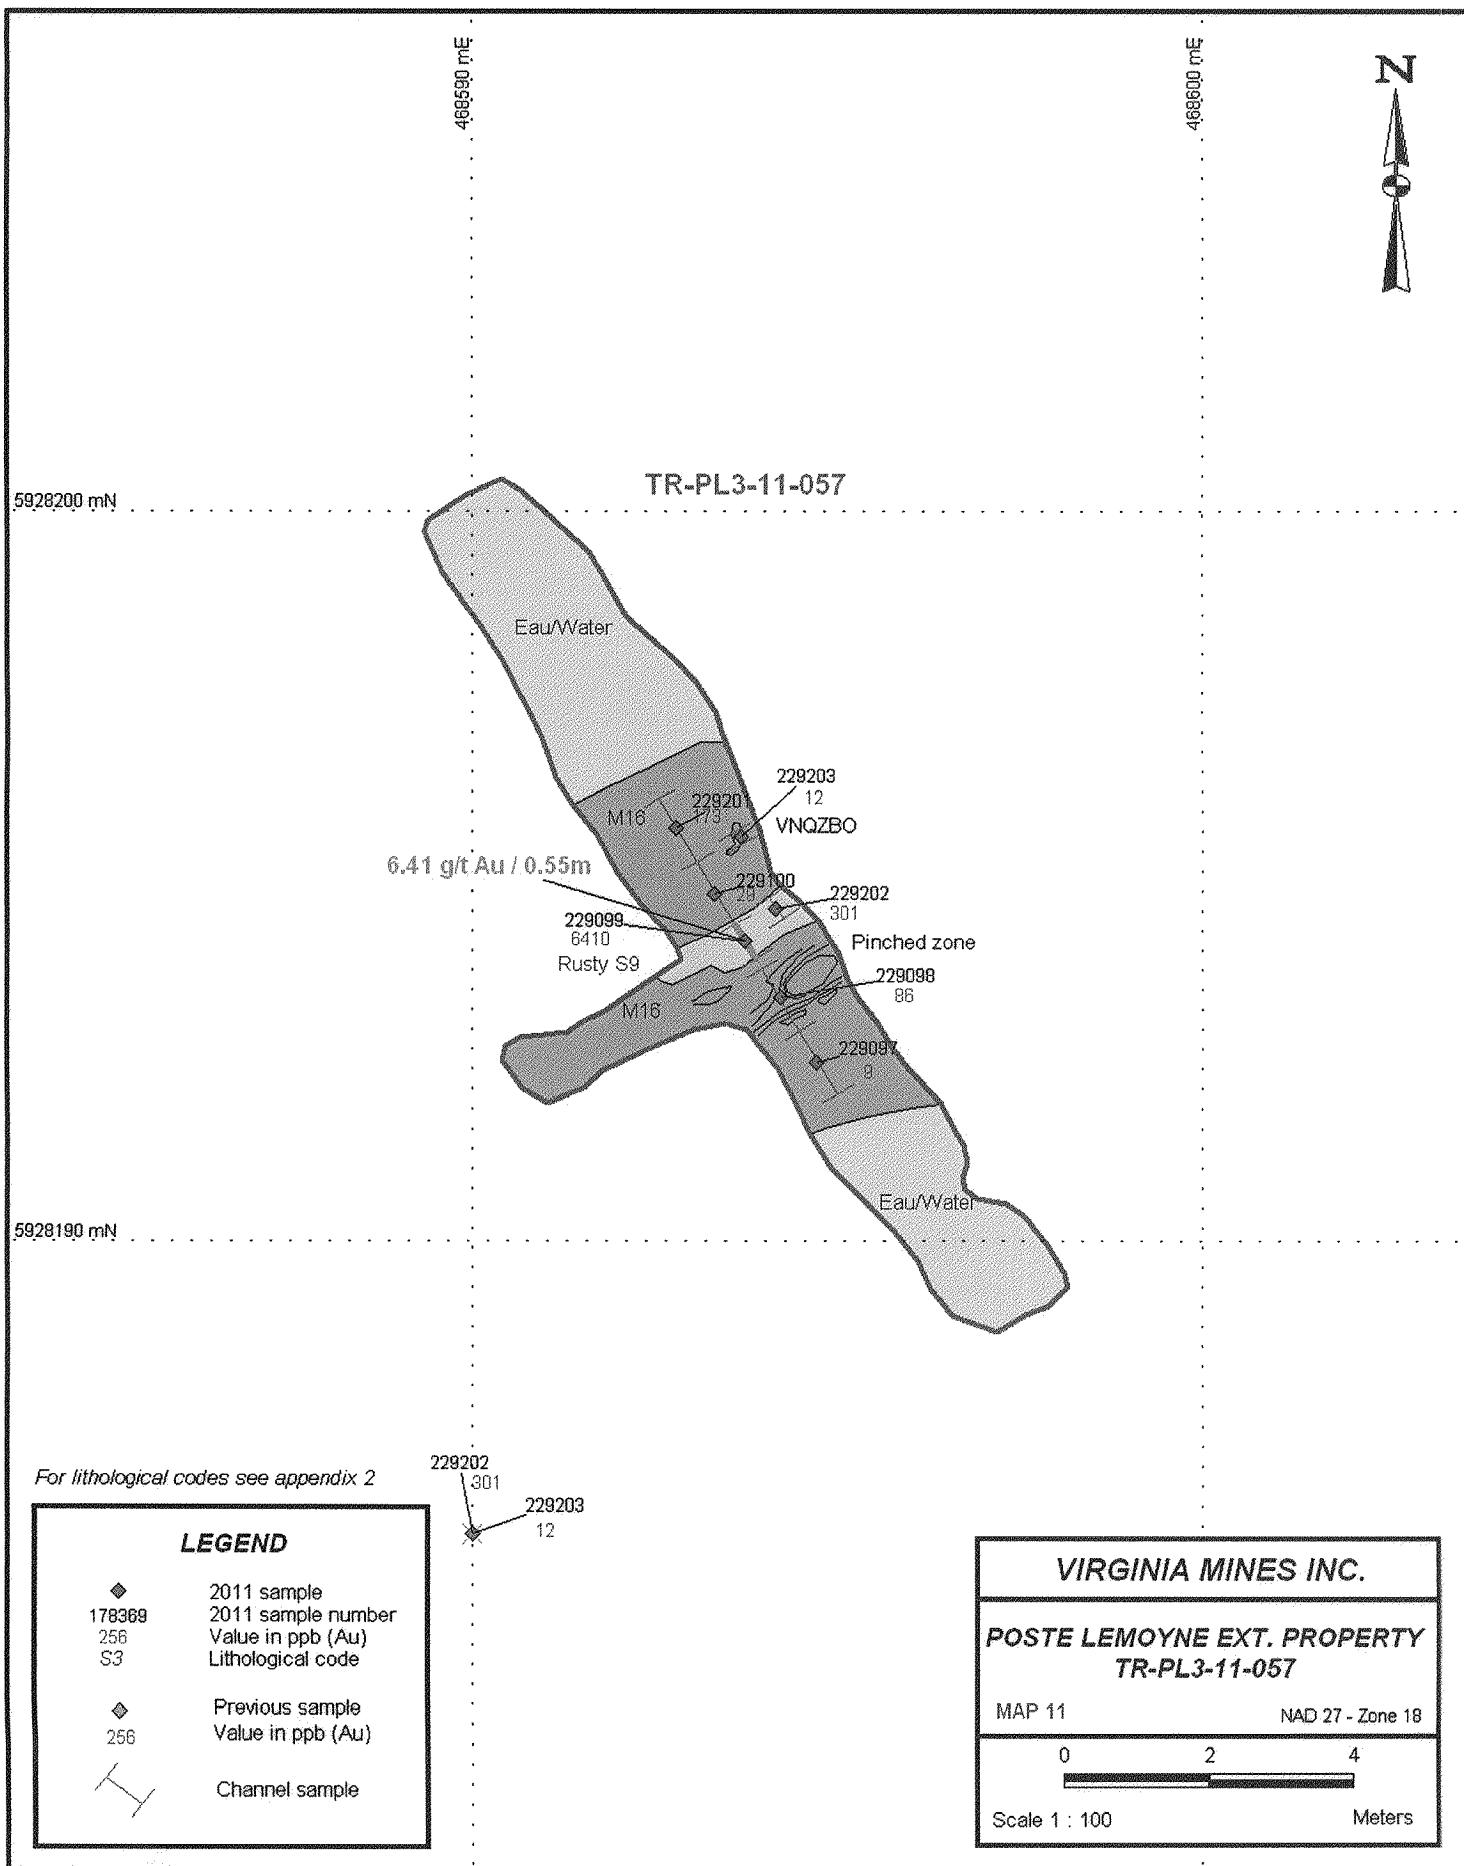 468590 mE
468600 mE
N
TR-PL3-11-057
5928200 mN
Eau/Water
229203
12
VNQZBO
229201
173
M16
6.41 g/t Au / 0.55m
229100
229202
301
229099
6410
Rusty S9
Pinched zone
229098
86
M16
229097
9
Eau/Water
5928190 mN
229202
301
229203
12
For lithological codes see appendix 2
LEGEND
2011 sample
178369 2011 sample number
256 Value in ppb (Au)
S3 Lithological code
Previous sample
256 Value in ppb (Au)
Channel sample
VIRGINIA MINES INC.
POSTE LEMOYNE EXT. PROPERTY
TR-PL3-11-057
MAP 11 NAD 27 - Zone 18
0 2 4
Scale 1 : 100 Meters